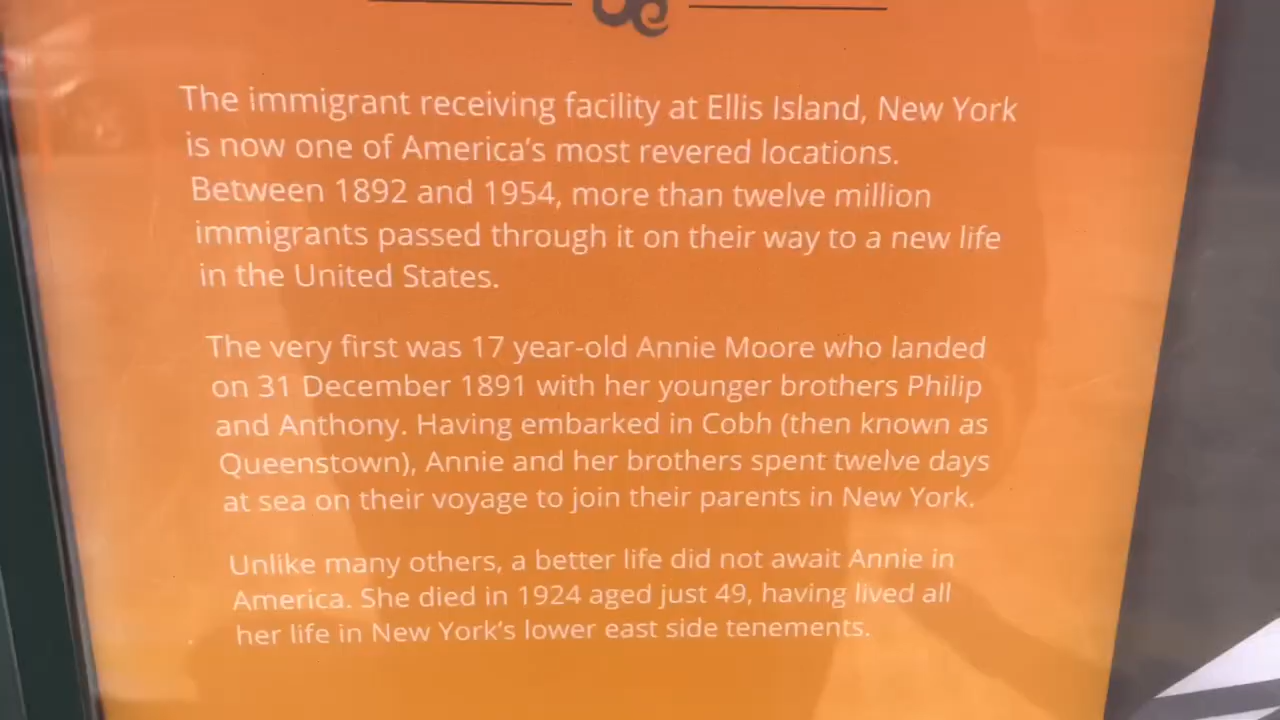 The immigrant receiving facility at Ellis Island, New York
is now one of America's most revered locations.
Between 1892 and 1954, more than twelve million
immigrants passed through it on their way to a new life
in the United States.
The very first was 17 year-old Annie Moore who landed
on 31 December 1891 with her younger brothers Philip
and Anthony. Having embarked in Cobh (then known as
Queenstown), Annie and her brothers spent twelve days
at sea on their voyage to join their parents in New York.
Unlike many others, a better life did not await Annie in
America. She died in 1924 aged just 49, having lived all
her life in New York's lower east side tenements.